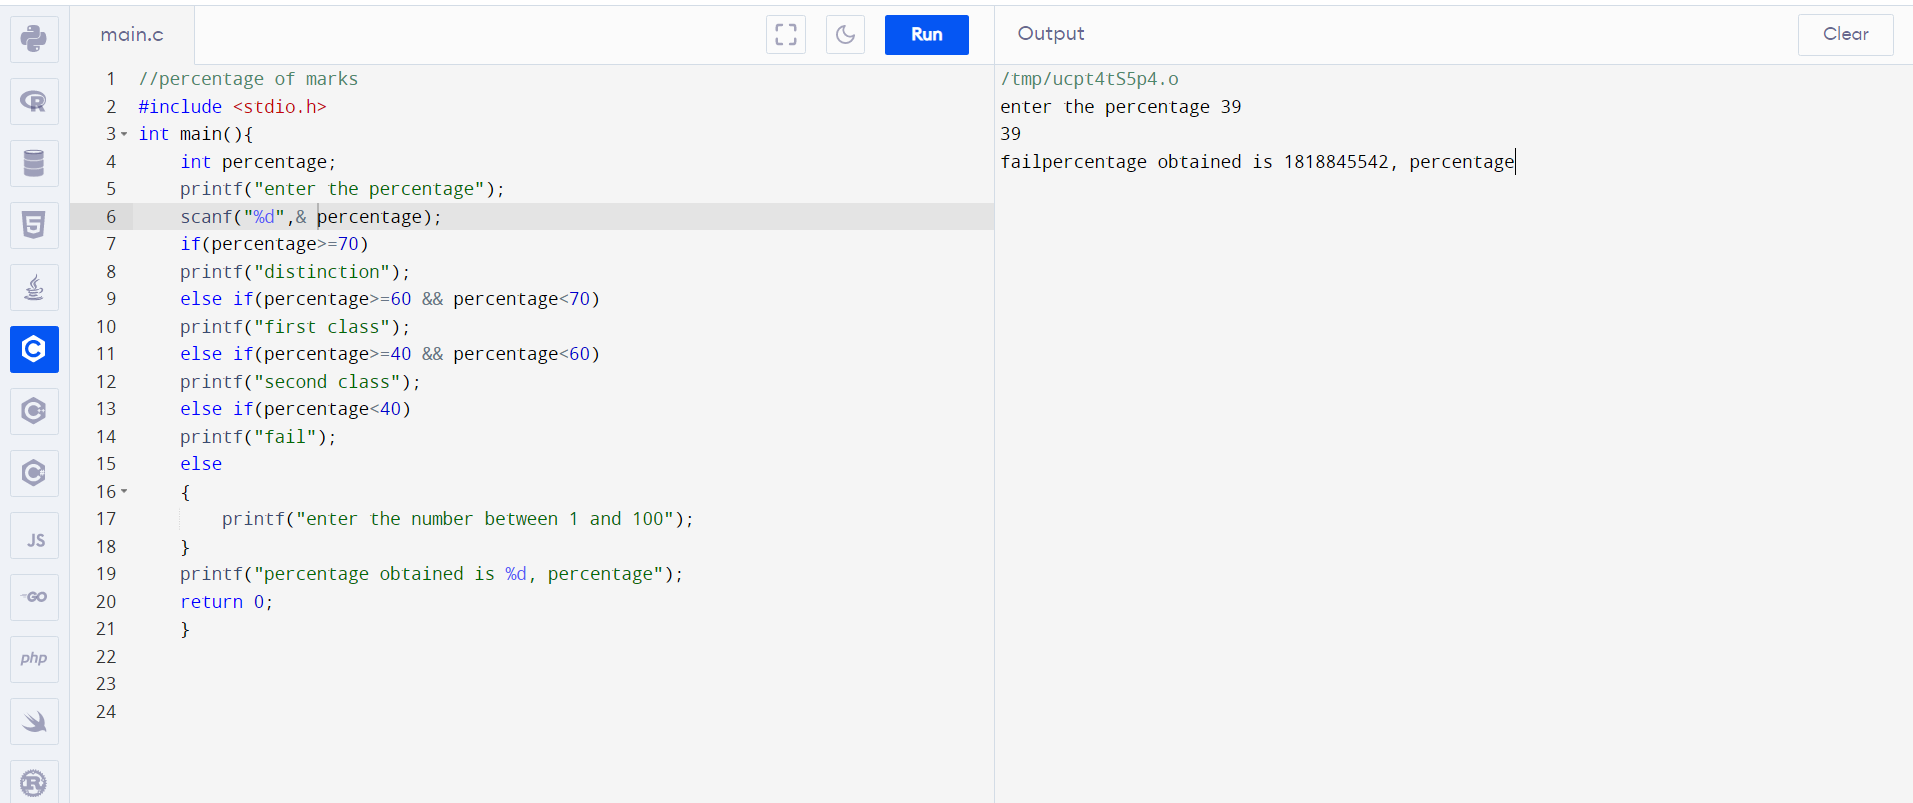 main.c
Run
Output
Clear
1 //percentage of marks
2 #include <stdio.h>
3 int main(){
4 int percentage;
5 printf("enter the percentage");
6 scanf("%d",& percentage);
7 if(percentage>=70)
8 printf("distinction");
9 else if(percentage>=60 && percentage<70)
10 printf("first class");
11 else if(percentage>=40 && percentage<60)
12 printf("second class");
13 else if(percentage<40)
14 printf("fail");
15 else
16 {
17 printf("enter the number between 1 and 100");
18 }
19 printf("percentage obtained is %d, percentage");
20 return 0;
21 }
22
23
24
/tmp/ucpt4tS5p4.o
enter the percentage 39
39
failpercentage obtained is 1818845542, percentage
R
5
C
C
C
JS
GO
php
R